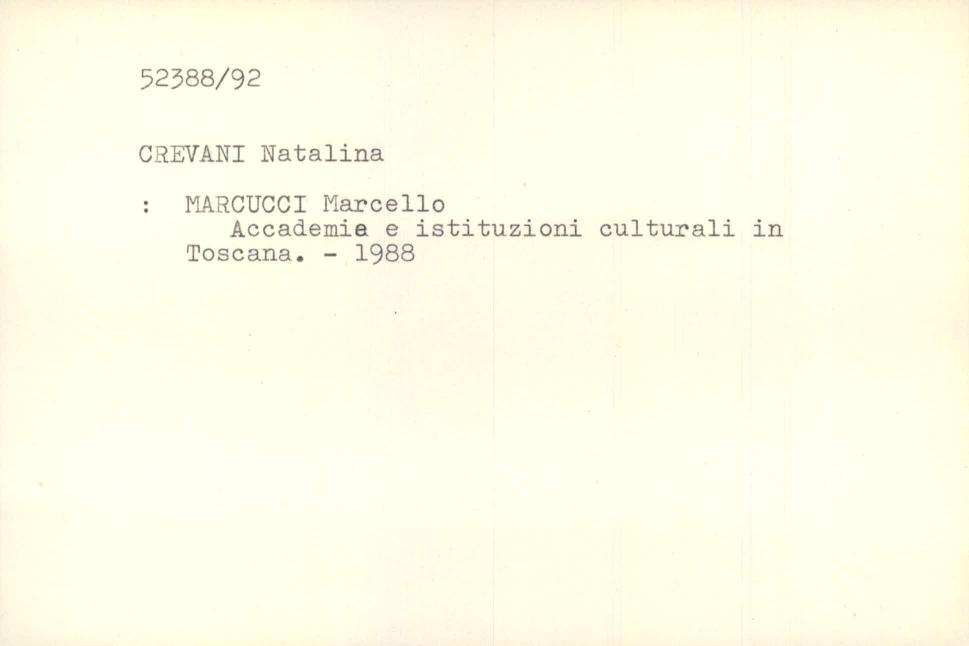 52388/92
CREVANI Natalina
: MARCUCCI Marcello
Accademie e istituzioni culturali in
Toscana. - 1988